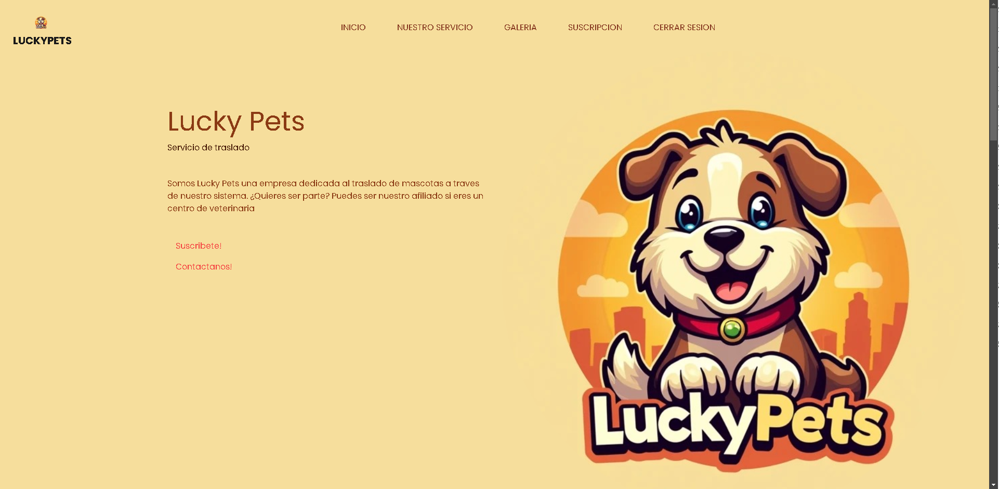 LUCKYPETS
INICIO NUESTRO SERVICIO GALERIA SUSCRIPCION CERRAR SESION
Lucky Pets
Servicio de traslado
Somos Lucky Pets una empresa dedicada al traslado de mascotas a traves
de nuestro sistema. ¿Quieres ser parte? Puedes ser nuestro afiliado si eres un
centro de veterinaria
Suscribete!
Contactanos!
LuckyPets